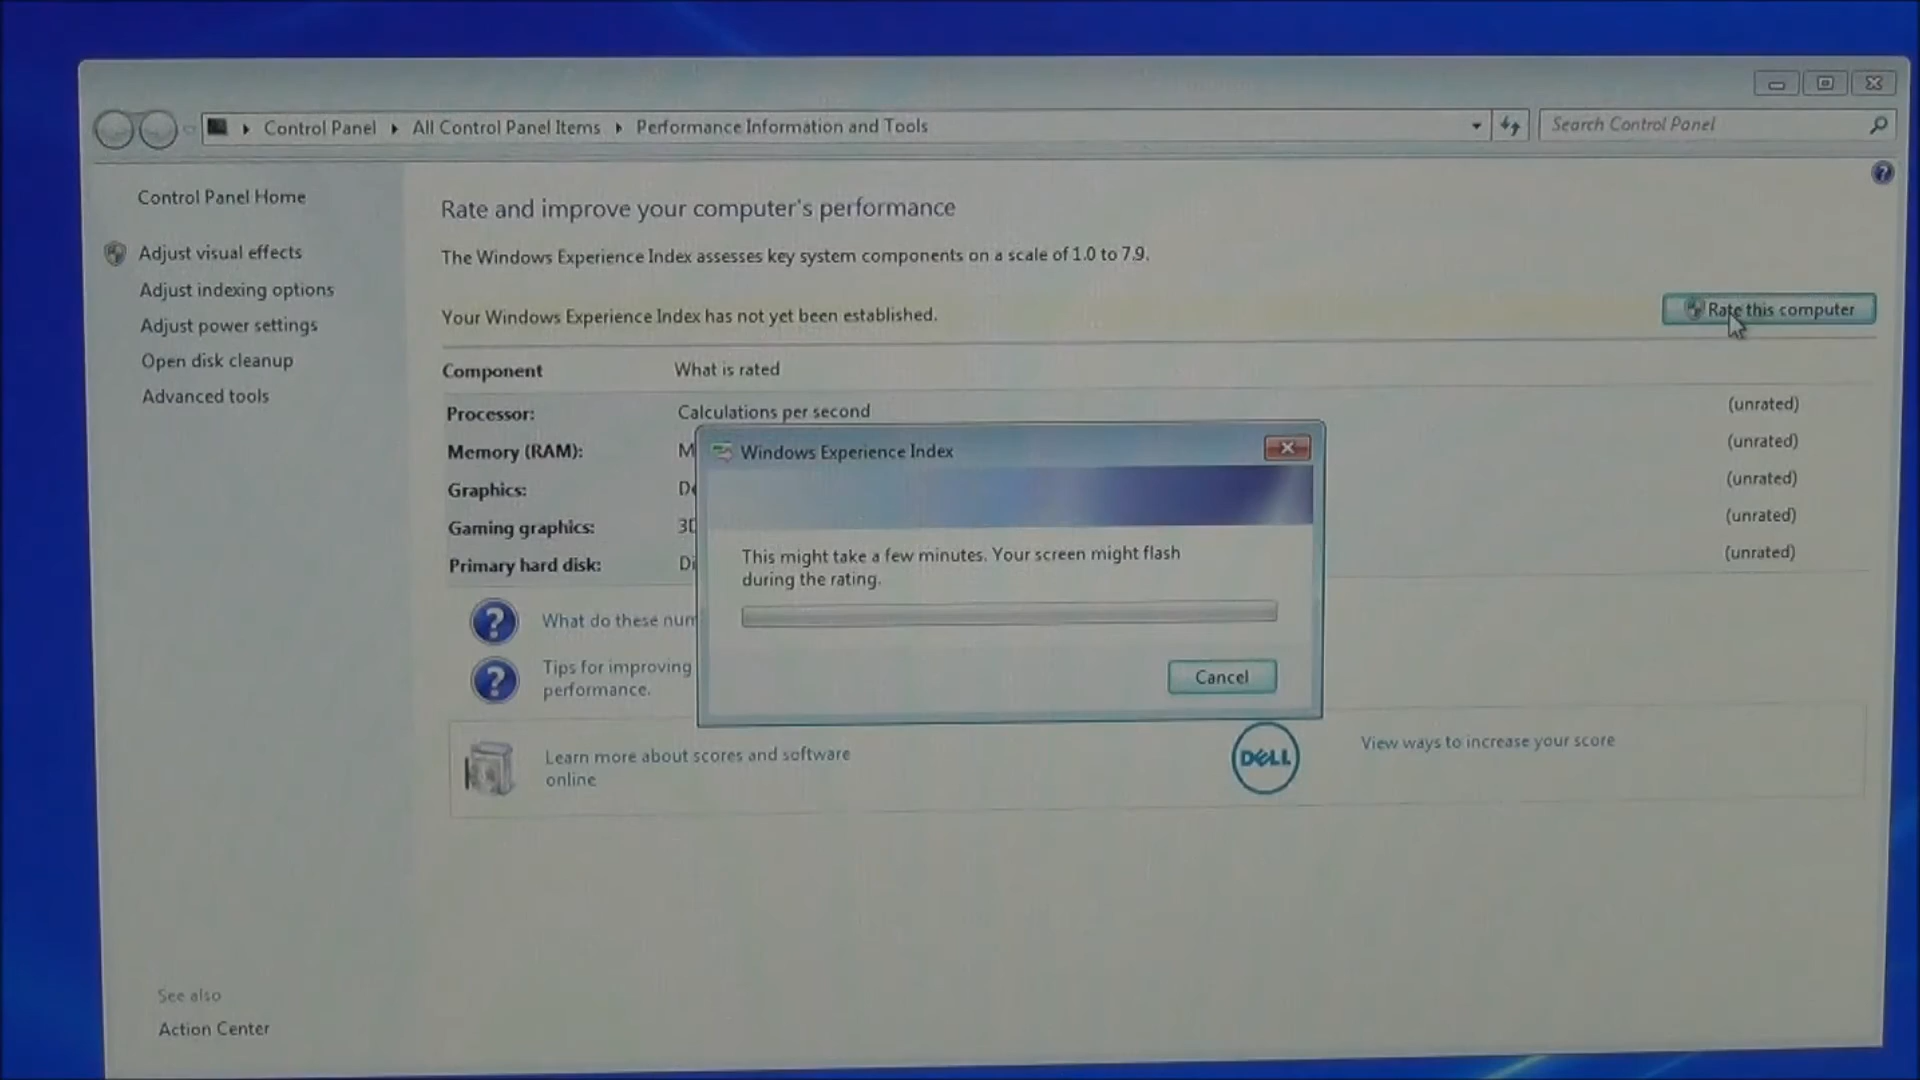 Control Panel
All Control Panel Items
Performance Information and Tools
Search Control Panel
Control Panel Home
Adjust visual effects
Adjust indexing options
Adjust power settings
Open disk cleanup
Advanced tools
Rate and improve your computer's performance
The Windows Experience Index assesses key system components on a scale of 1.0 to 7.9.
Your Windows Experience Index has not yet been established.
Rate this computer
Component What is rated
Processor: Calculations per second (unrated)
Memory (RAM): M (unrated)
Graphics: De (unrated)
Gaming graphics: 3D (unrated)
Primary hard disk: Di (unrated)
Windows Experience Index
This might take a few minutes. Your screen might flash
during the rating.
Cancel
What do these num
Tips for improving
performance.
Learn more about scores and software
online
DELL
View ways to increase your score
See also
Action Center